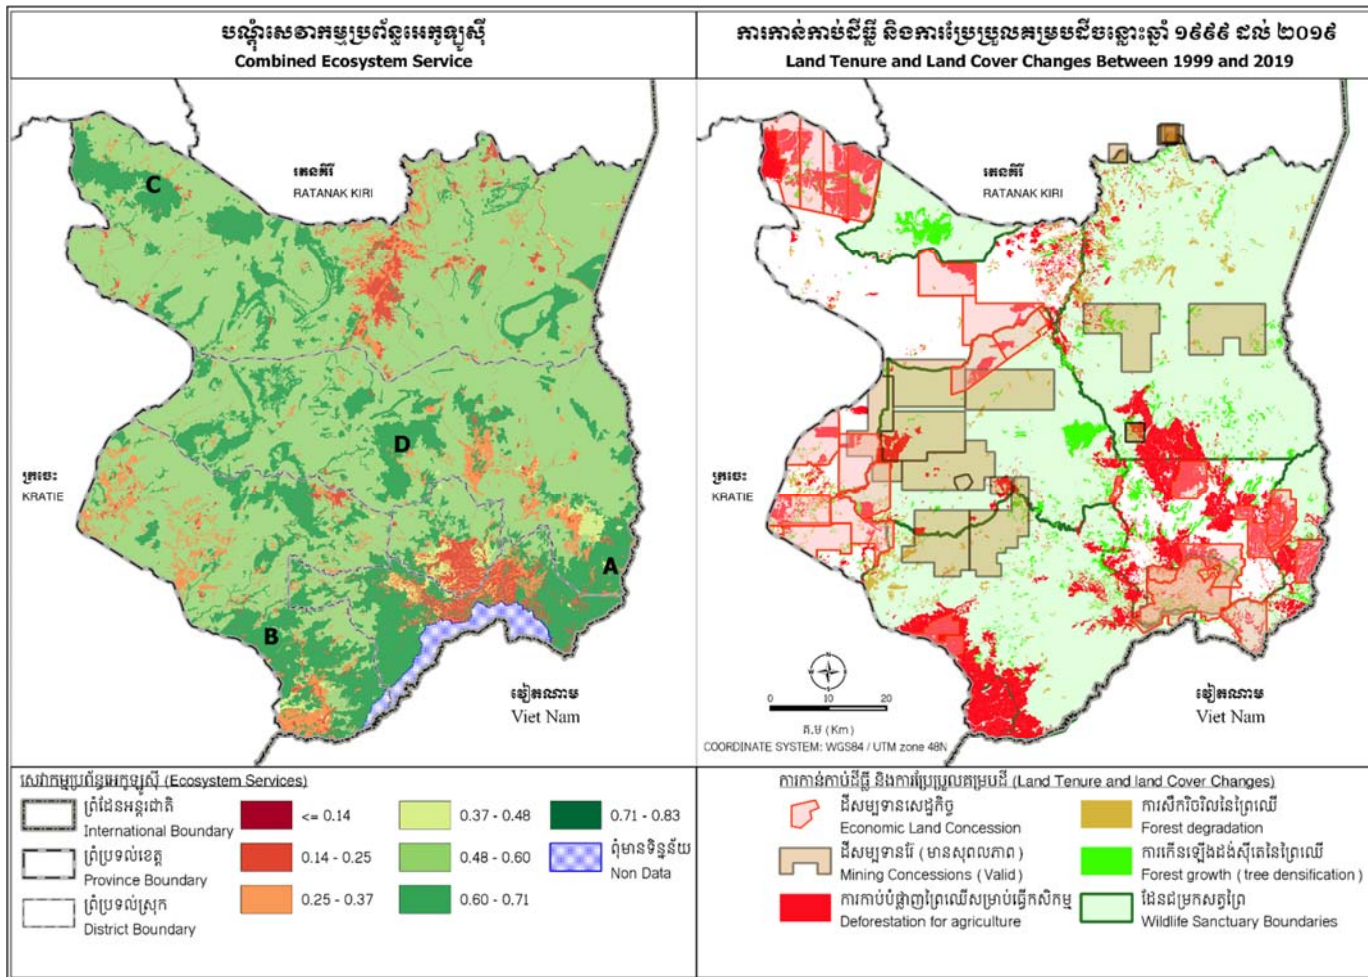 បណ្តុំសេវាកម្មប្រព័ន្ធអេកូឡូស៊ី
Combined Ecosystem Service
C
រតនគិរី
RATANAK KIRI
D
ក្រចេះ
KRATIE
A
B
វៀតណាម
Viet Nam
សេវាកម្មប្រព័ន្ធអេកូឡូស៊ី (Ecosystem Services)
ព្រំដែនអន្តរជាតិ
International Boundary
ព្រំប្រទល់ខេត្ត
Province Boundary
ព្រំប្រទល់ស្រុក
District Boundary
<= 0.14
0.14 - 0.25
0.25 - 0.37
0.37 - 0.48
0.48 - 0.60
0.60 - 0.71
0.71 - 0.83
ពុំមានទិន្នន័យ
Non Data
ការកាន់កាប់ដីធ្លី និងការប្រែប្រួលគម្របដីចន្លោះឆ្នាំ ១៩៩៩ ដល់ ២០១៩
Land Tenure and Land Cover Changes Between 1999 and 2019
រតនគិរី
RATANAK KIRI
ក្រចេះ
KRATIE
វៀតណាម
Viet Nam
0 10 20
គ.ម (Km)
COORDINATE SYSTEM: WGS84 / UTM zone 48N
ការកាន់កាប់ដីធ្លី និងការប្រែប្រួលគម្របដី (Land Tenure and land Cover Changes)
ដីសម្បទានសេដ្ឋកិច្ច
Economic Land Concession
ដីសម្បទានរ៉ែ (មានសុពលភាព)
Mining Concessions (Valid)
ការកាប់បំផ្លាញព្រៃឈើសម្រាប់ធ្វើកសិកម្ម
Deforestation for agriculture
ការសឹករិចរិលនៃព្រៃឈើ
Forest degradation
ការកើនឡើងដង់ស៊ីតេនៃព្រៃឈើ
Forest growth (tree densification)
ដែនជម្រកសត្វព្រៃ
Wildlife Sanctuary Boundaries